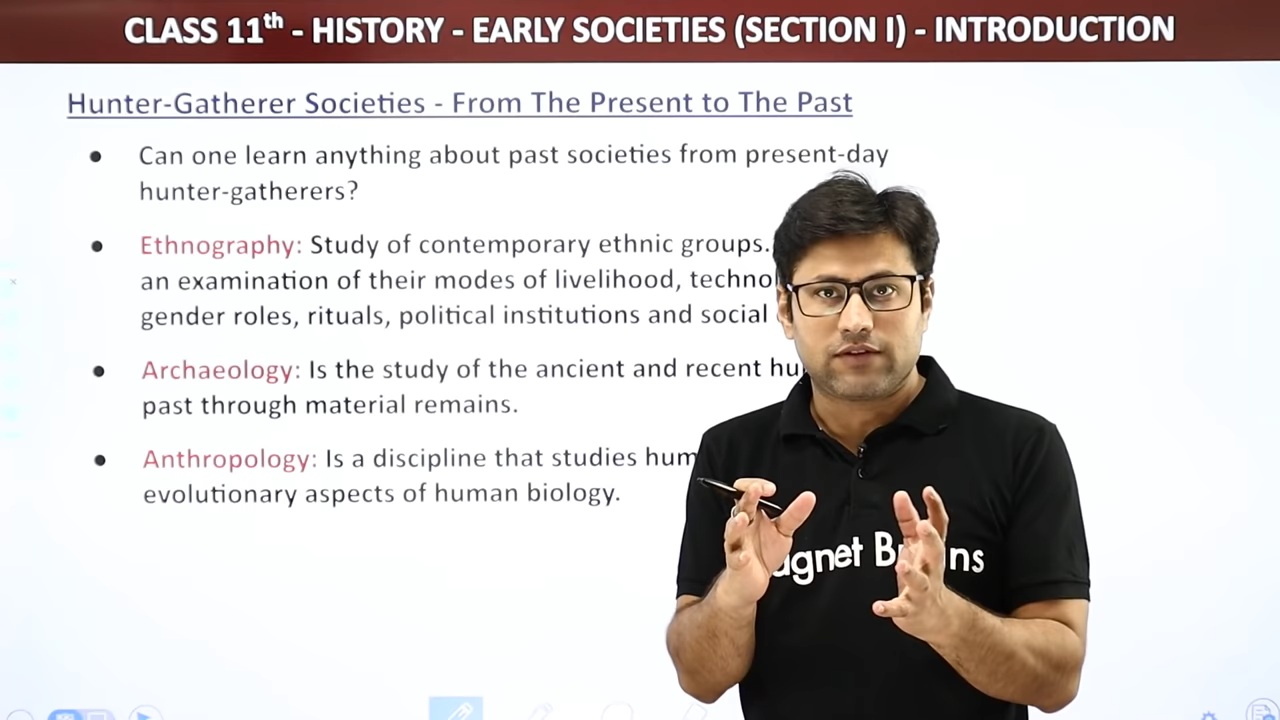 CLASS 11th - HISTORY - EARLY SOCIETIES (SECTION I) - INTRODUCTION
Hunter-Gatherer Societies - From The Present to The Past
• Can one learn anything about past societies from present-day
hunter-gatherers?
• Ethnography: Study of contemporary ethnic groups.
an examination of their modes of livelihood,
gender roles, rituals, political institutions and social
• Archaeology: Is the study of the ancient and recent
past through material remains.
• Anthropology: Is a discipline that studies
evolutionary aspects of human biology.